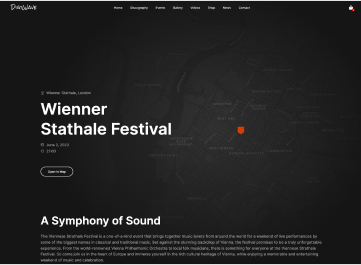 DarkWave
Home Discography Events Gallery Videos Shop News Contact
Wienner Stathalle, London
Wienner
Stathale Festival
June 3, 2023
21:00
Open in Map
A Symphony of Sound
The Viennese Stathale Festival is a one-of-a-kind event that brings together music lovers from around the world for a weekend of live performances by
some of the biggest names in classical and traditional music. Set against the stunning backdrop of Vienna, the festival promises to be a truly unforgettable
experience. From the world-renowned Vienna Philharmonic Orchestra to local folk musicians, there's something for everyone at the Viennese Stathale
Festival. So come join us in the heart of Europe and immerse yourself in the rich cultural heritage of Vienna, while enjoying a memorable and entertaining
weekend of music and celebration.